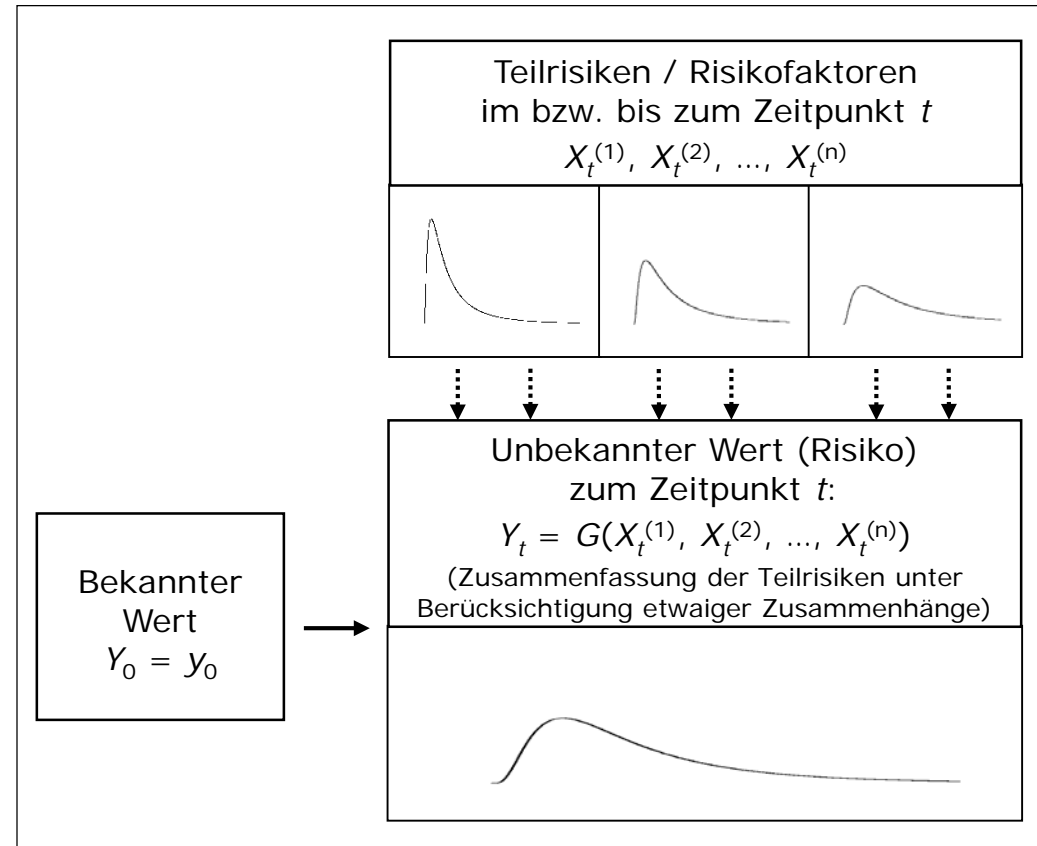 Teilrisiken / Risikofaktoren
im bzw. bis zum Zeitpunkt t
Xₜ⁽¹⁾, Xₜ⁽²⁾, ..., Xₜ⁽ⁿ⁾
Unbekannter Wert (Risiko)
zum Zeitpunkt t:
Yₜ = G(Xₜ⁽¹⁾, Xₜ⁽²⁾, ..., Xₜ⁽ⁿ⁾)
(Zusammenfassung der Teilrisiken unter
Berücksichtigung etwaiger Zusammenhänge)
Bekannter
Wert
Y₀ = y₀